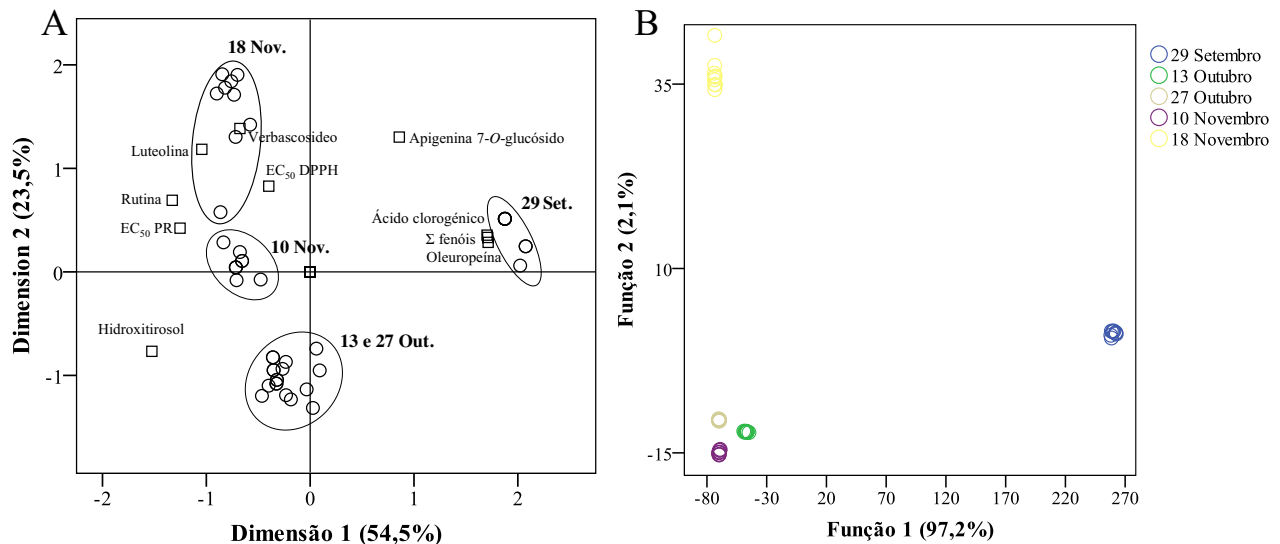 A
18 Nov.
Verbascosídeo
Luteolina
Apigenina 7-O-glucósido
EC50 DPPH
Rutina
EC50 PR
29 Set.
Ácido clorogénico
Σ fenóis
Oleuropeína
10 Nov.
Hidroxitirosol
13 e 27 Out.
2
1
0
-1
-2
-1
0
1
2
Dimension 2 (23,5%)
Dimensão 1 (54,5%)
B
35
10
-15
-80
-30
20
70
120
170
220
270
Função 2 (2,1%)
Função 1 (97,2%)
29 Setembro
13 Outubro
27 Outubro
10 Novembro
18 Novembro